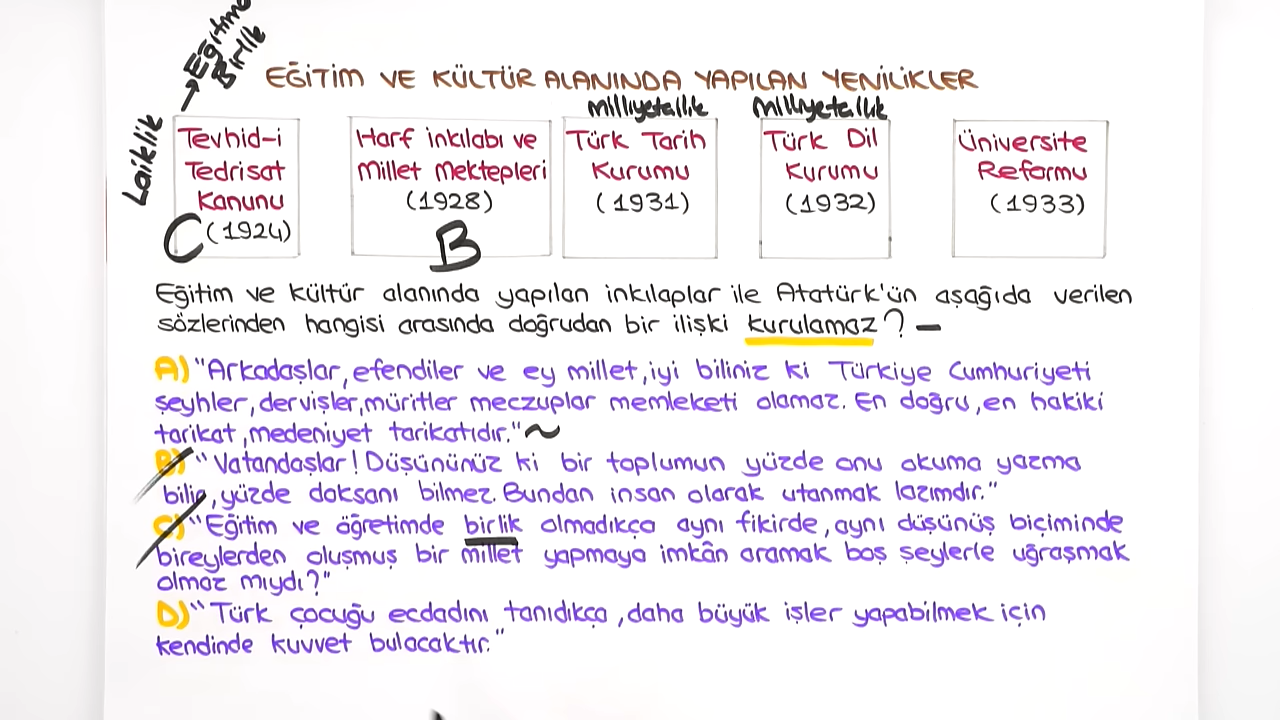 → Eğitimde
Birlik
EĞİTİM VE KÜLTÜR ALANINDA YAPILAN YENİLİKLER
Laiklik
Tevhid-i
Tedrisat
Kanunu
(1924)
C
Harf inkılabı ve
Millet Mektepleri
(1928)
B
Milliyetçilik
Türk Tarih
Kurumu
(1931)
Milliyetçilik
Türk Dil
Kurumu
(1932)
Üniversite
Reformu
(1933)
Eğitim ve kültür alanında yapılan inkılaplar ile Atatürk'ün aşağıda verilen
sözlerinden hangisi arasında doğrudan bir ilişki kurulamaz? –
A) "Arkadaşlar, efendiler ve ey millet, iyi biliniz ki Türkiye Cumhuriyeti
şeyhler, dervişler, müritler meczuplar memleketi olamaz. En doğru, en hakiki
tarikat, medeniyet tarikatıdır." ~
B) "Vatandaşlar! Düşününüz ki bir toplumun yüzde onu okuma yazma
bilip, yüzde doksanı bilmez. Bundan insan olarak utanmak lazımdır."
C) "Eğitim ve öğretimde birlik olmadıkça aynı fikirde, aynı düşünüş biçiminde
bireylerden oluşmuş bir millet yapmaya imkân aramak boş şeylerle uğraşmak
olmaz mıydı?"
D) "Türk çocuğu ecdadını tanıdıkça, daha büyük işler yapabilmek için
kendinde kuvvet bulacaktır."